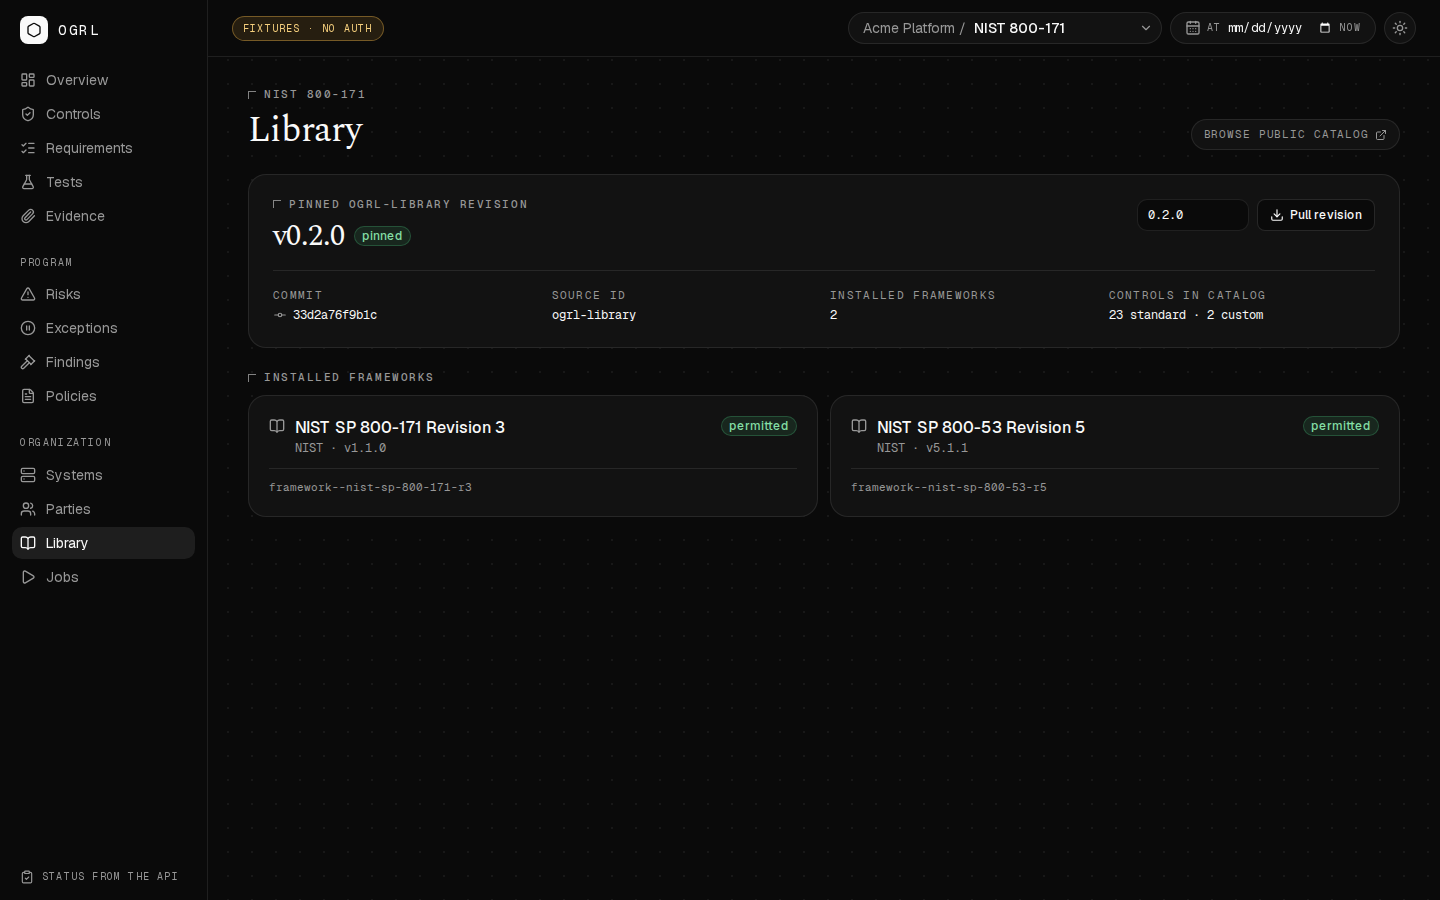 OGRL
Overview
Controls
Requirements
Tests
Evidence
PROGRAM
Risks
Exceptions
Findings
Policies
ORGANIZATION
Systems
Parties
Library
Jobs
STATUS FROM THE API
FIXTURES · NO AUTH
Acme Platform / NIST 800-171
AT mm/dd/yyyy NOW
NIST 800-171
Library
BROWSE PUBLIC CATALOG
PINNED OGRL-LIBRARY REVISION
v0.2.0 pinned
0.2.0
Pull revision
COMMIT
33d2a76f9b1c
SOURCE ID
ogrl-library
INSTALLED FRAMEWORKS
2
CONTROLS IN CATALOG
23 standard · 2 custom
INSTALLED FRAMEWORKS
NIST SP 800-171 Revision 3
permitted
NIST · v1.1.0
framework--nist-sp-800-171-r3
NIST SP 800-53 Revision 5
permitted
NIST · v5.1.1
framework--nist-sp-800-53-r5